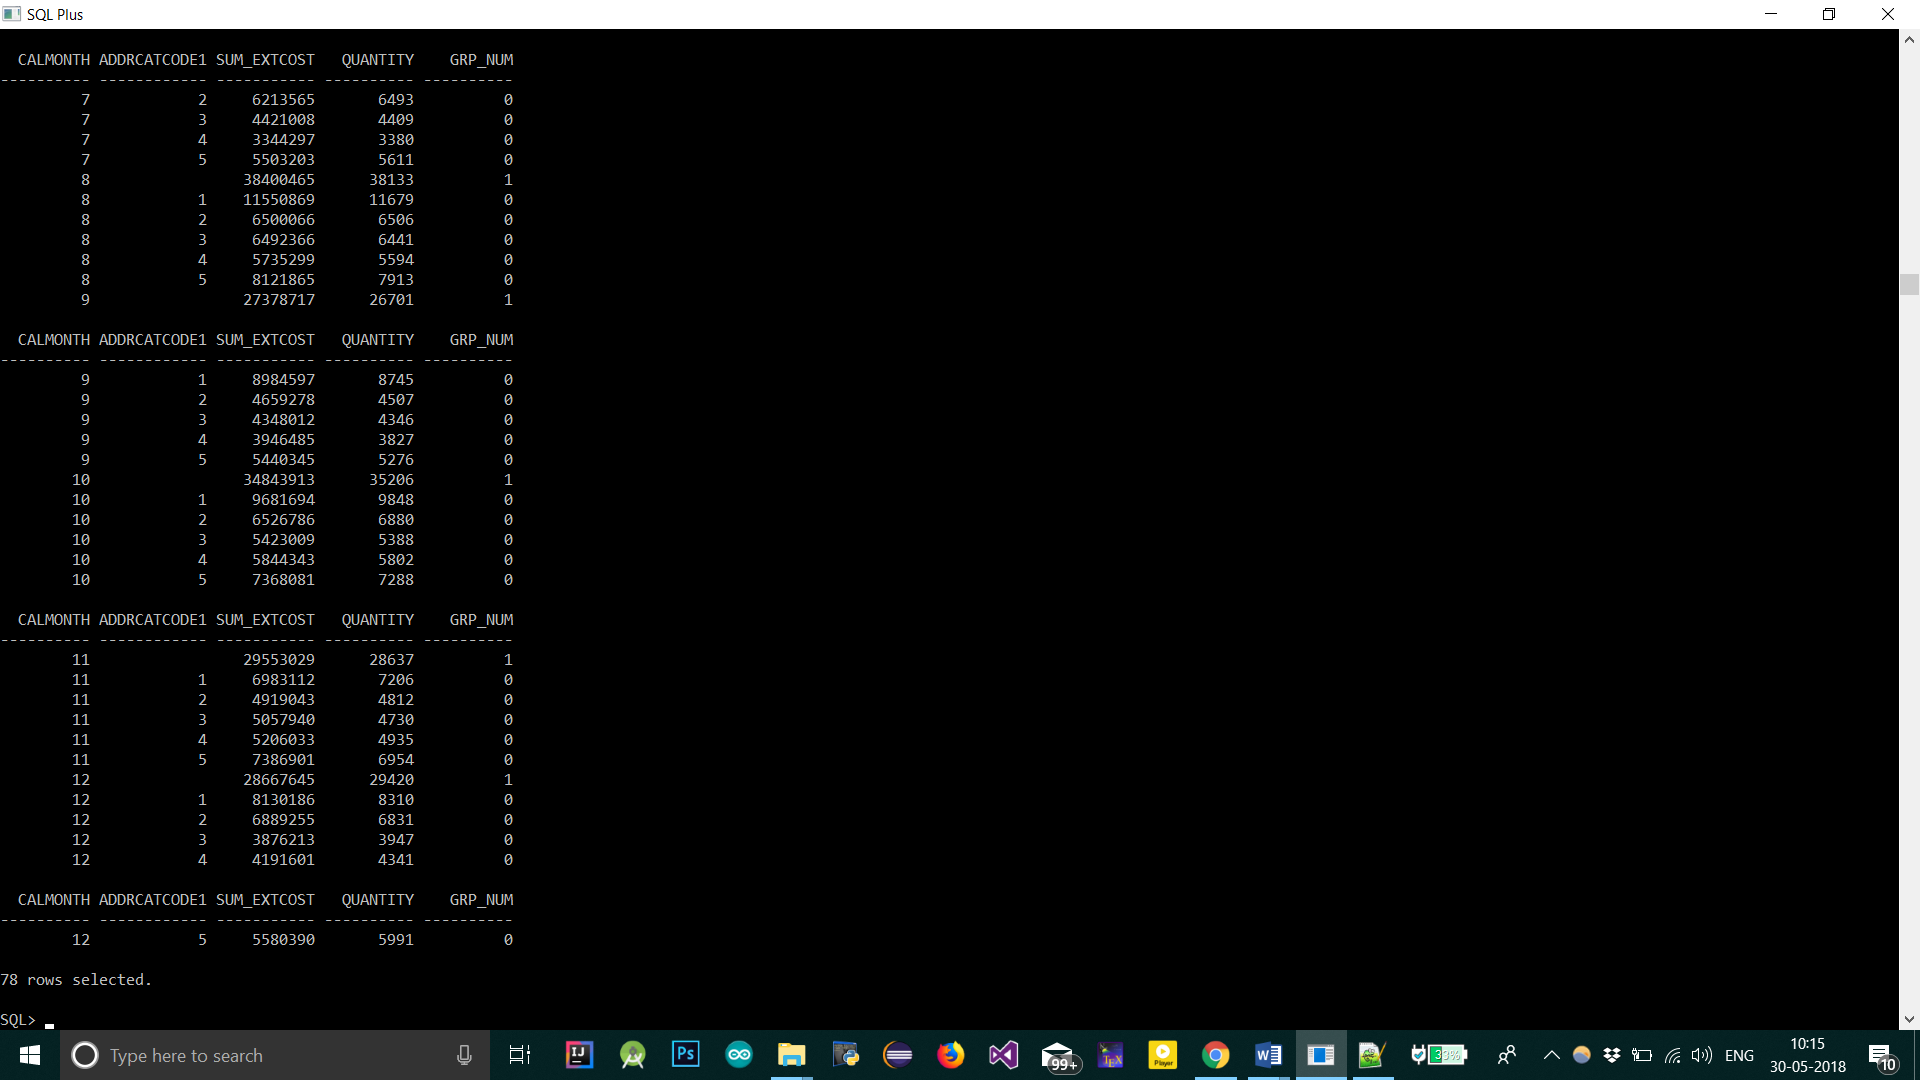 SQL Plus
CALMONTH ADDRCATCODE1 SUM_EXTCOST QUANTITY GRP_NUM
---------- ------------ ----------- ---------- ----------
7 2 6213565 6493 0
7 3 4421008 4409 0
7 4 3344297 3380 0
7 5 5503203 5611 0
8 38400465 38133 1
8 1 11550869 11679 0
8 2 6500066 6506 0
8 3 6492366 6441 0
8 4 5735299 5594 0
8 5 8121865 7913 0
9 27378717 26701 1
CALMONTH ADDRCATCODE1 SUM_EXTCOST QUANTITY GRP_NUM
---------- ------------ ----------- ---------- ----------
9 1 8984597 8745 0
9 2 4659278 4507 0
9 3 4348012 4346 0
9 4 3946485 3827 0
9 5 5440345 5276 0
10 34843913 35206 1
10 1 9681694 9848 0
10 2 6526786 6880 0
10 3 5423009 5388 0
10 4 5844343 5802 0
10 5 7368081 7288 0
CALMONTH ADDRCATCODE1 SUM_EXTCOST QUANTITY GRP_NUM
---------- ------------ ----------- ---------- ----------
11 29553029 28637 1
11 1 6983112 7206 0
11 2 4919043 4812 0
11 3 5057940 4730 0
11 4 5206033 4935 0
11 5 7386901 6954 0
12 28667645 29420 1
12 1 8130186 8310 0
12 2 6889255 6831 0
12 3 3876213 3947 0
12 4 4191601 4341 0
CALMONTH ADDRCATCODE1 SUM_EXTCOST QUANTITY GRP_NUM
---------- ------------ ----------- ---------- ----------
12 5 5580390 5991 0
78 rows selected.
SQL>
Type here to search
IJ
Ps
99+
TEX
Player
33%
ENG
10:15
30-05-2018
10